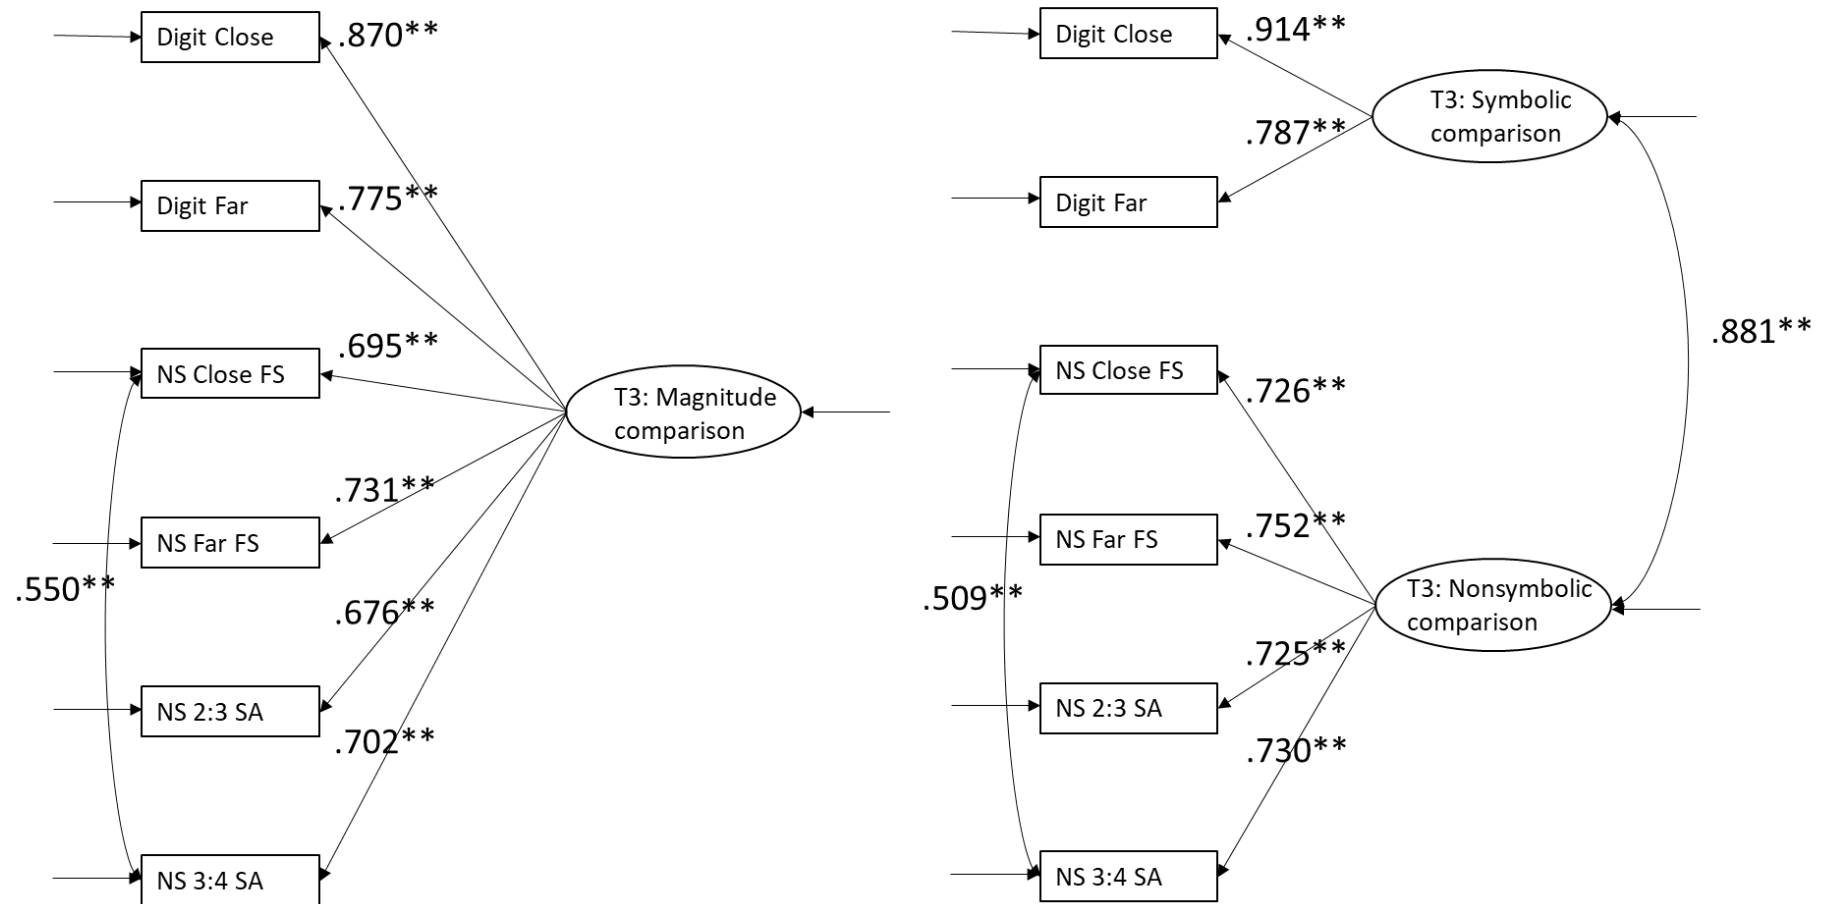 Digit Close
.870**
Digit Far
.775**
NS Close FS
.695**
T3: Magnitude
comparison
NS Far FS
.731**
.550**
NS 2:3 SA
.676**
NS 3:4 SA
.702**
Digit Close
.914**
T3: Symbolic
comparison
.787**
Digit Far
.881**
NS Close FS
.726**
NS Far FS
.752**
T3: Nonsymbolic
comparison
.509**
.725**
NS 2:3 SA
.730**
NS 3:4 SA